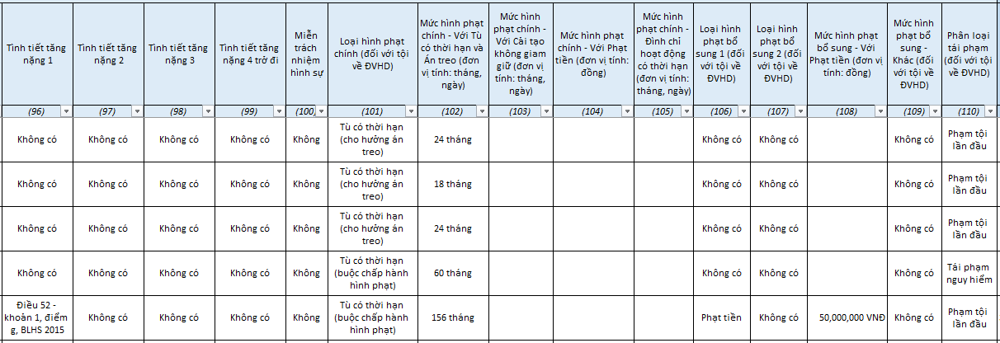 Tình tiết tăng nặng 1
Tình tiết tăng nặng 2
Tình tiết tăng nặng 3
Tình tiết tăng nặng 4 trở đi
Miễn trách nhiệm hình sự
Loại hình phạt chính (đối với tội về ĐVHD)
Mức hình phạt chính - Với Tù có thời hạn và Án treo (đơn vị tính: tháng, ngày)
Mức hình phạt chính - Với Cải tạo không giam giữ (đơn vị tính: tháng, ngày)
Mức hình phạt chính - Với Phạt tiền (đơn vị tính: đồng)
Mức hình phạt chính - Đình chỉ hoạt động có thời hạn (đơn vị tính: tháng, ngày)
Loại hình phạt bổ sung 1 (đối với tội về ĐVHD)
Loại hình phạt bổ sung 2 (đối với tội về ĐVHD)
Mức hình phạt bổ sung - Với Phạt tiền (đơn vị tính: đồng)
Mức hình phạt bổ sung - Khác (đối với tội về ĐVHD)
Phân loại tái phạm (đối với tội về ĐVHD)
(96) (97) (98) (99) (100) (101) (102) (103) (104) (105) (106) (107) (108) (109) (110)
Không có Không có Không có Không có Không Tù có thời hạn (cho hưởng án treo) 24 tháng Không có Không có Không có Phạm tội lần đầu
Không có Không có Không có Không có Không Tù có thời hạn (cho hưởng án treo) 18 tháng Không có Không có Không có Phạm tội lần đầu
Không có Không có Không có Không có Không Tù có thời hạn (cho hưởng án treo) 24 tháng Không có Không có Không có Phạm tội lần đầu
Không có Không có Không có Không có Không Tù có thời hạn (buộc chấp hành hình phạt) 60 tháng Không có Không có Không có Tái phạm nguy hiểm
Điều 52 - khoản 1, điểm g, BLHS 2015 Không có Không có Không có Không Tù có thời hạn (buộc chấp hành hình phạt) 156 tháng Phạt tiền Không có 50,000,000 VNĐ Không có Phạm tội lần đầu